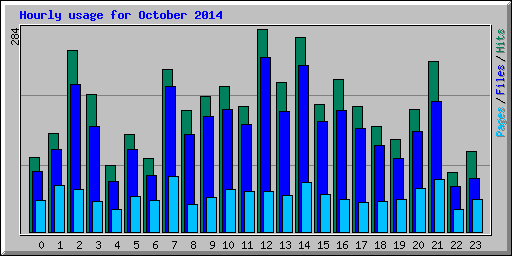 Hourly usage for October 2014
284
Pages/Files/Hits
0 1 2 3 4 5 6 7 8 9 10 11 12 13 14 15 16 17 18 19 20 21 22 23